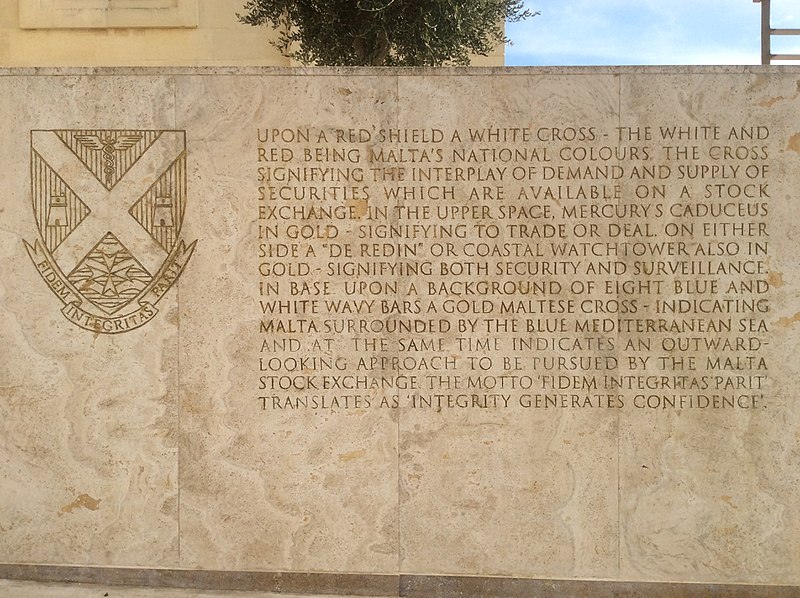 FIDEM INTEGRITAS PARIT
UPON A RED SHIELD A WHITE CROSS - THE WHITE AND
RED BEING MALTA'S NATIONAL COLOURS. THE CROSS
SIGNIFYING THE INTERPLAY OF DEMAND AND SUPPLY OF
SECURITIES WHICH ARE AVAILABLE ON A STOCK
EXCHANGE. IN THE UPPER SPACE, MERCURY'S CADUCEUS
IN GOLD - SIGNIFYING TO TRADE OR DEAL. ON EITHER
SIDE A "DE REDIN" OR COASTAL WATCHTOWER ALSO IN
GOLD - SIGNIFYING BOTH SECURITY AND SURVEILLANCE.
IN BASE UPON A BACKGROUND OF EIGHT BLUE AND
WHITE WAVY BARS A GOLD MALTESE CROSS - INDICATING
MALTA SURROUNDED BY THE BLUE MEDITERRANEAN SEA
AND AT THE SAME TIME INDICATES AN OUTWARD-
LOOKING APPROACH TO BE PURSUED BY THE MALTA
STOCK EXCHANGE. THE MOTTO 'FIDEM INTEGRITAS PARIT'
TRANSLATES AS 'INTEGRITY GENERATES CONFIDENCE'.